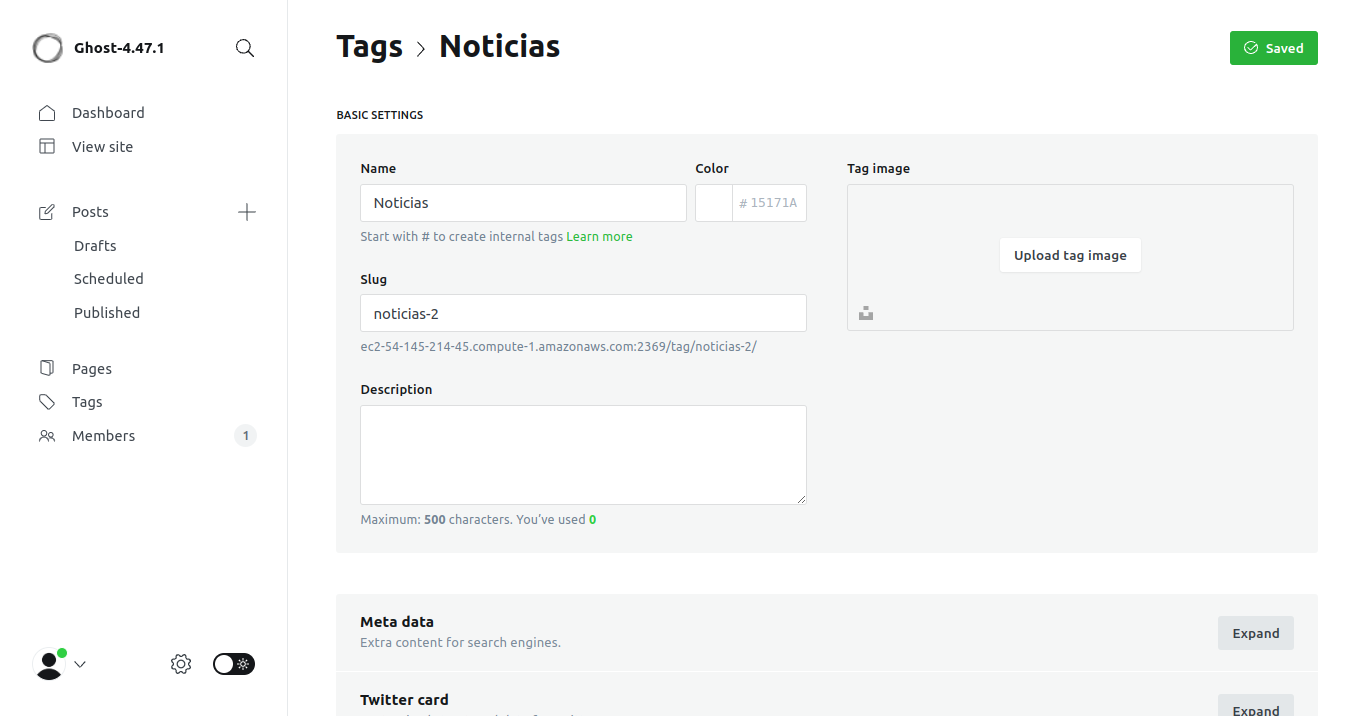 Ghost-4.47.1
Dashboard
View site
Posts
Drafts
Scheduled
Published
Pages
Tags
Members 1
Tags > Noticias
Saved
BASIC SETTINGS
Name
Noticias
Color
# 15171A
Start with # to create internal tags Learn more
Slug
noticias-2
ec2-54-145-214-45.compute-1.amazonaws.com:2369/tag/noticias-2/
Description
Maximum: 500 characters. You've used 0
Tag image
Upload tag image
Meta data
Extra content for search engines.
Expand
Twitter card
Expand